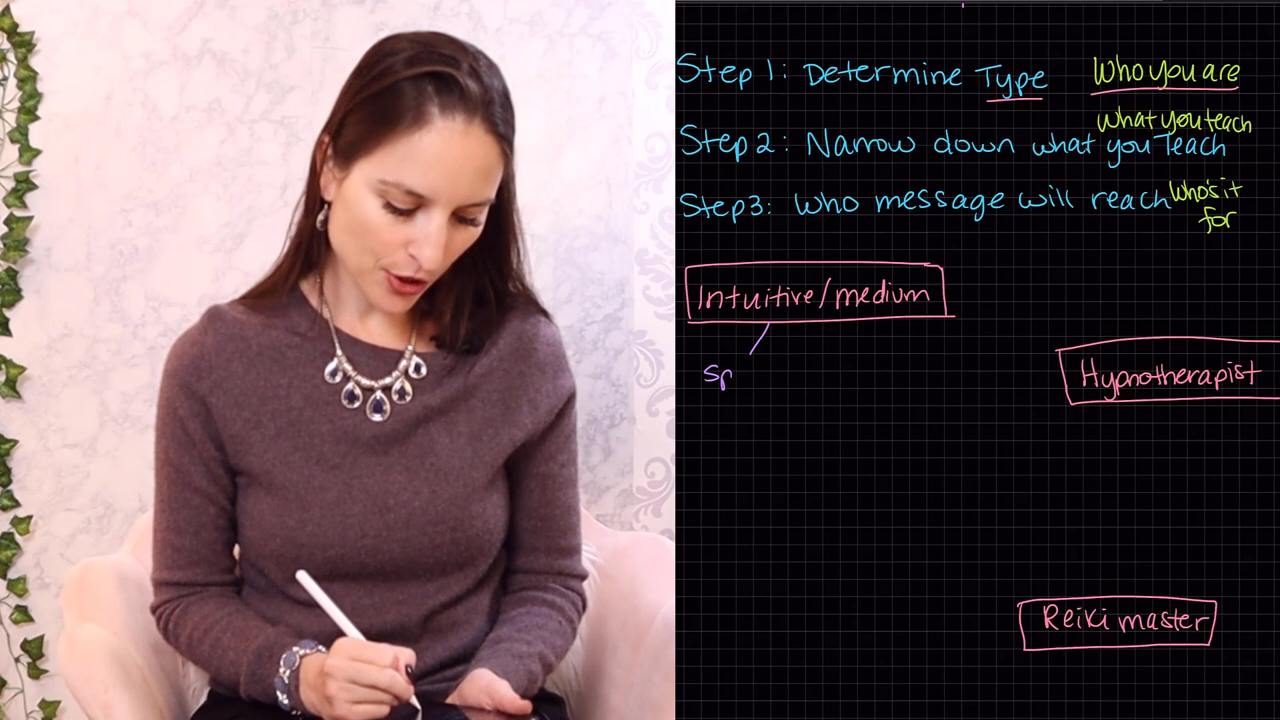 Step 1: Determine Type Who you are
what you teach
Step 2: Narrow down what you Teach
Step 3: Who message will reach Who's it
for
Intuitive/medium
Sp
Hypnotherapist
Reiki master